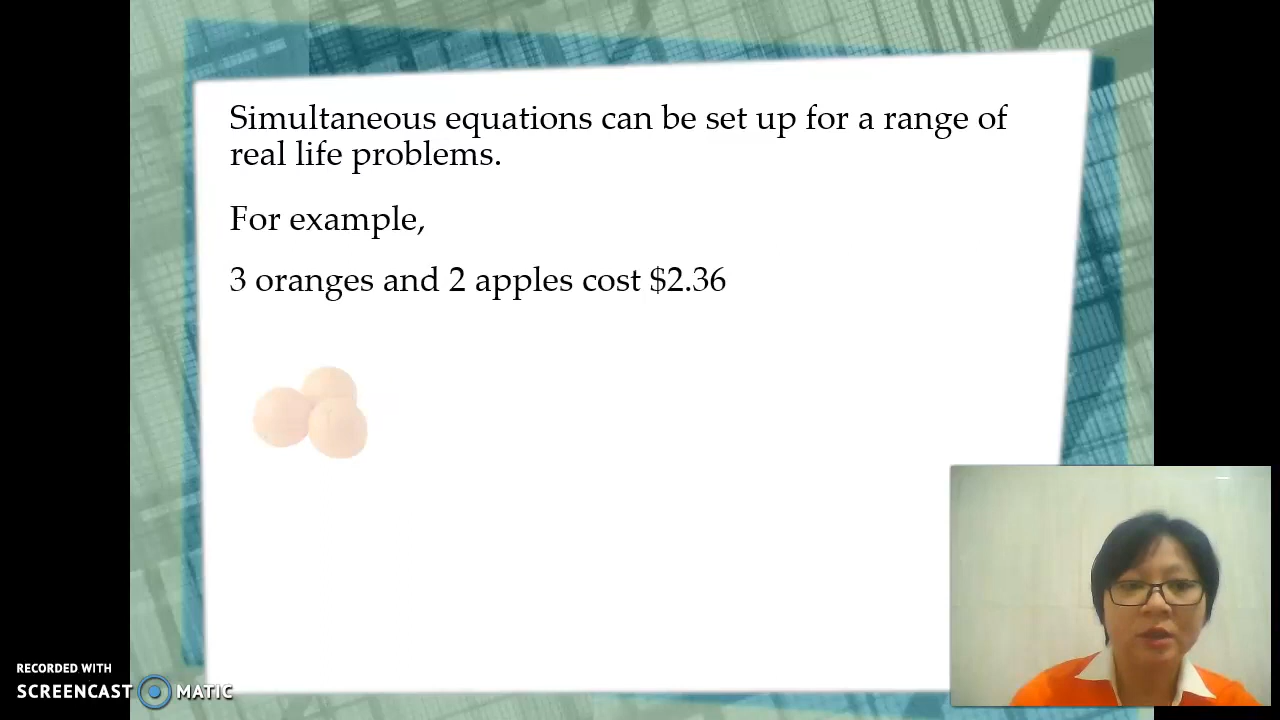 Simultaneous equations can be set up for a range of
real life problems.
For example,
3 oranges and 2 apples cost $2.36
RECORDED WITH
SCREENCAST MATIC